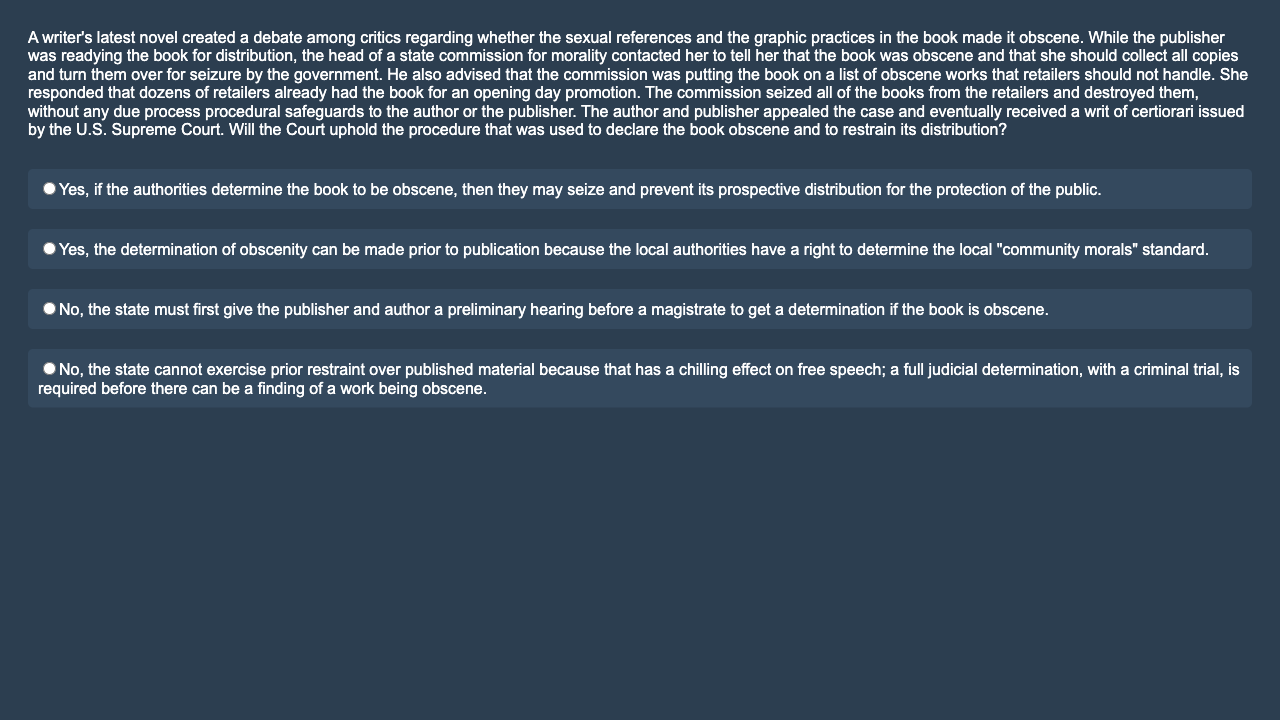 A writer's latest novel created a debate among critics regarding whether the sexual references and the graphic practices in the book made it obscene. While the publisher
was readying the book for distribution, the head of a state commission for morality contacted her to tell her that the book was obscene and that she should collect all copies
and turn them over for seizure by the government. He also advised that the commission was putting the book on a list of obscene works that retailers should not handle. She
responded that dozens of retailers already had the book for an opening day promotion. The commission seized all of the books from the retailers and destroyed them,
without any due process procedural safeguards to the author or the publisher. The author and publisher appealed the case and eventually received a writ of certiorari issued
by the U.S. Supreme Court. Will the Court uphold the procedure that was used to declare the book obscene and to restrain its distribution?
Yes, if the authorities determine the book to be obscene, then they may seize and prevent its prospective distribution for the protection of the public.
Yes, the determination of obscenity can be made prior to publication because the local authorities have a right to determine the local "community morals" standard.
No, the state must first give the publisher and author a preliminary hearing before a magistrate to get a determination if the book is obscene.
No, the state cannot exercise prior restraint over published material because that has a chilling effect on free speech; a full judicial determination, with a criminal trial, is
required before there can be a finding of a work being obscene.